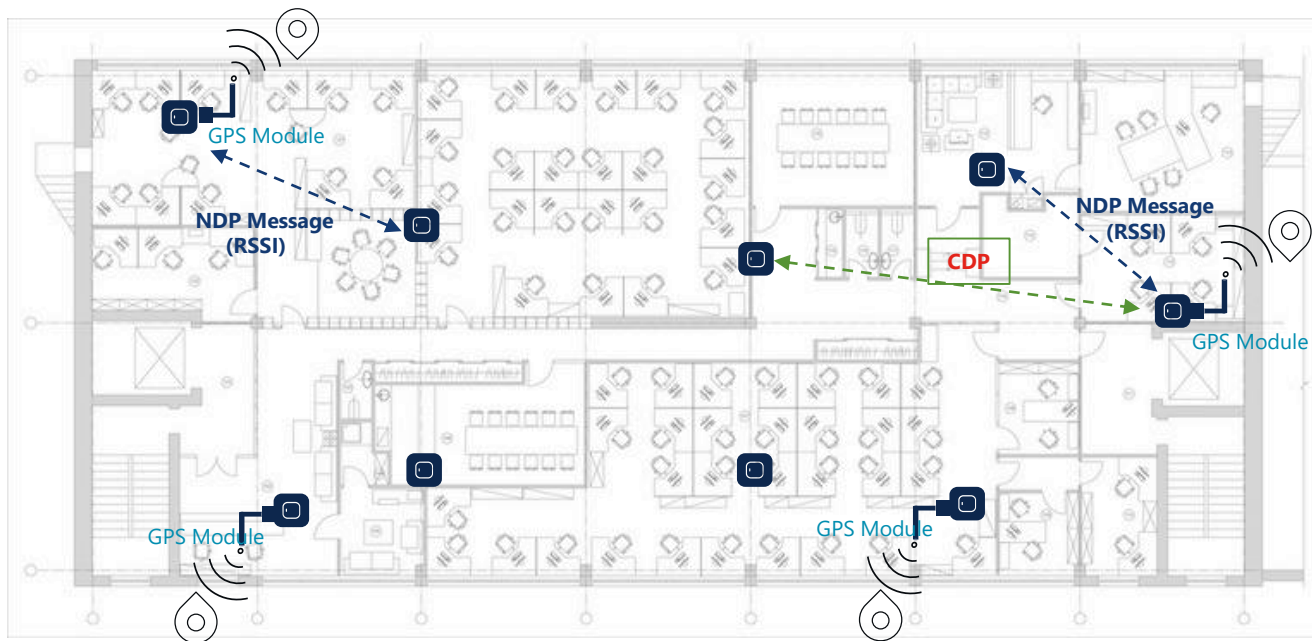 GPS Module
NDP Message
(RSSI)
NDP Message
(RSSI)
CDP
GPS Module
GPS Module
GPS Module